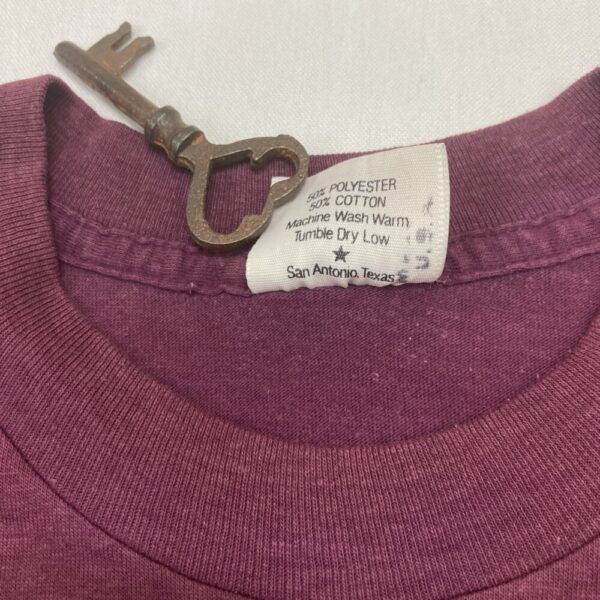 50% POLYESTER
50% COTTON
Machine Wash Warm
Tumble Dry Low
San Antonio, Texas
U.S.A